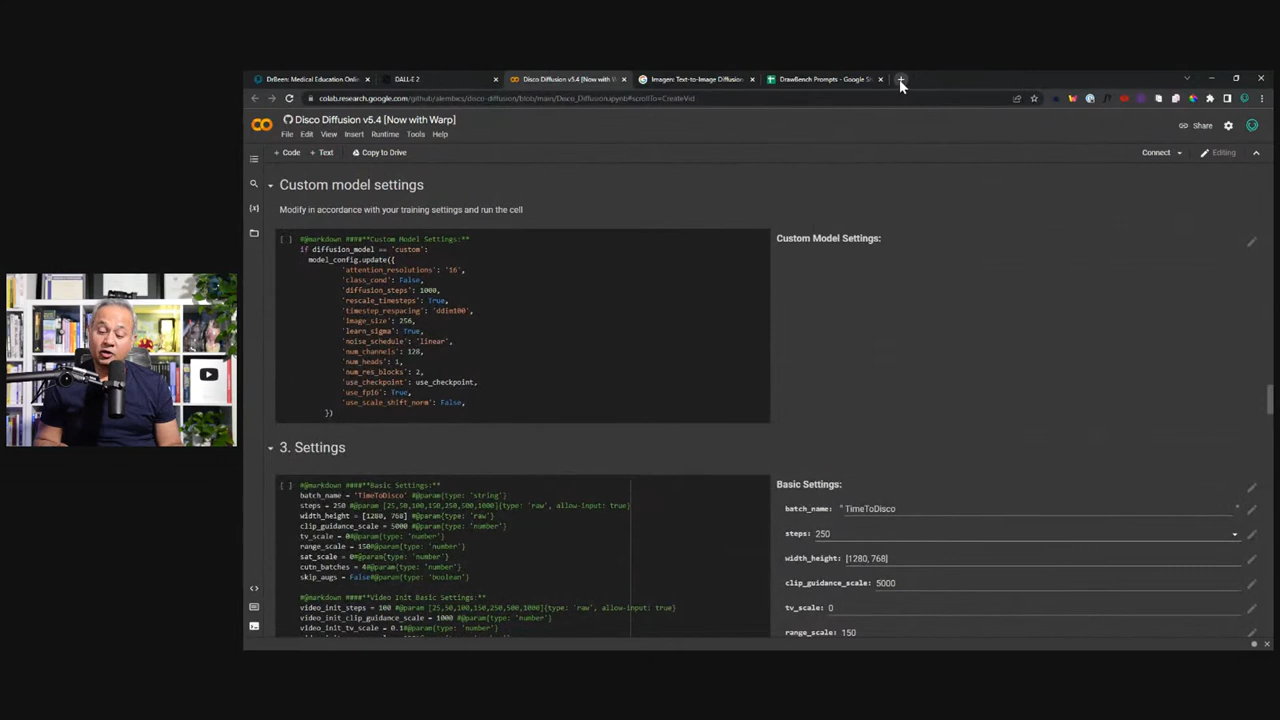 DrBeen: Medical Education Onlin
DALL·E 2
Disco Diffusion v5.4 [Now with W
Imagen: Text-to-Image Diffusion
DrawBench Prompts - Google Sh
colab.research.google.com/github/alembics/disco-diffusion/blob/main/Disco_Diffusion.ipynb#scrollTo=CreateVid
Disco Diffusion v5.4 [Now with Warp]
File Edit View Insert Runtime Tools Help
Share
+ Code + Text Copy to Drive
Connect
Editing
Custom model settings
Modify in accordance with your training settings and run the cell
[ ] #@markdown ####**Custom Model Settings:**
if diffusion_model == 'custom':
model_config.update({
'attention_resolutions': '16',
'class_cond': False,
'diffusion_steps': 1000,
'rescale_timesteps': True,
'timestep_respacing': 'ddim100',
'image_size': 256,
'learn_sigma': True,
'noise_schedule': 'linear',
'num_channels': 128,
'num_heads': 1,
'num_res_blocks': 2,
'use_checkpoint': use_checkpoint,
'use_fp16': True,
'use_scale_shift_norm': False,
})
Custom Model Settings:
3. Settings
[ ] #@markdown ####**Basic Settings:**
batch_name = 'TimeToDisco' #@param{type: 'string'}
steps = 250 #@param [25,50,100,150,250,500,1000]{type: 'raw', allow-input: true}
width_height = [1280, 768]#@param{type: 'raw'}
clip_guidance_scale = 5000 #@param{type: 'number'}
tv_scale = 0#@param{type: 'number'}
range_scale = 150#@param{type: 'number'}
sat_scale = 0#@param{type: 'number'}
cutn_batches = 4#@param{type: 'number'}
skip_augs = False#@param{type: 'boolean'}
#@markdown ####**Video Init Basic Settings:**
video_init_steps = 100 #@param [25,50,100,150,250,500,1000]{type: 'raw', allow-input: true}
video_init_clip_guidance_scale = 1000 #@param{type: 'number'}
video_init_tv_scale = 0.1#@param{type: 'number'}
Basic Settings:
batch_name: " TimeToDisco "
steps: 250
width_height: [1280, 768]
clip_guidance_scale: 5000
tv_scale: 0
range_scale: 150